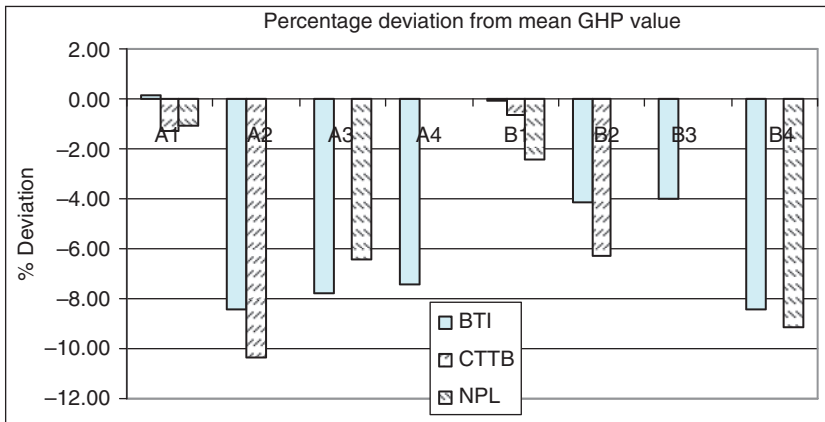 Percentage deviation from mean GHP value
% Deviation
2.00
0.00
−2.00
−4.00
−6.00
−8.00
−10.00
−12.00
A1 A2 A3 A4 B1 B2 B3 B4
BTI
CTTB
NPL